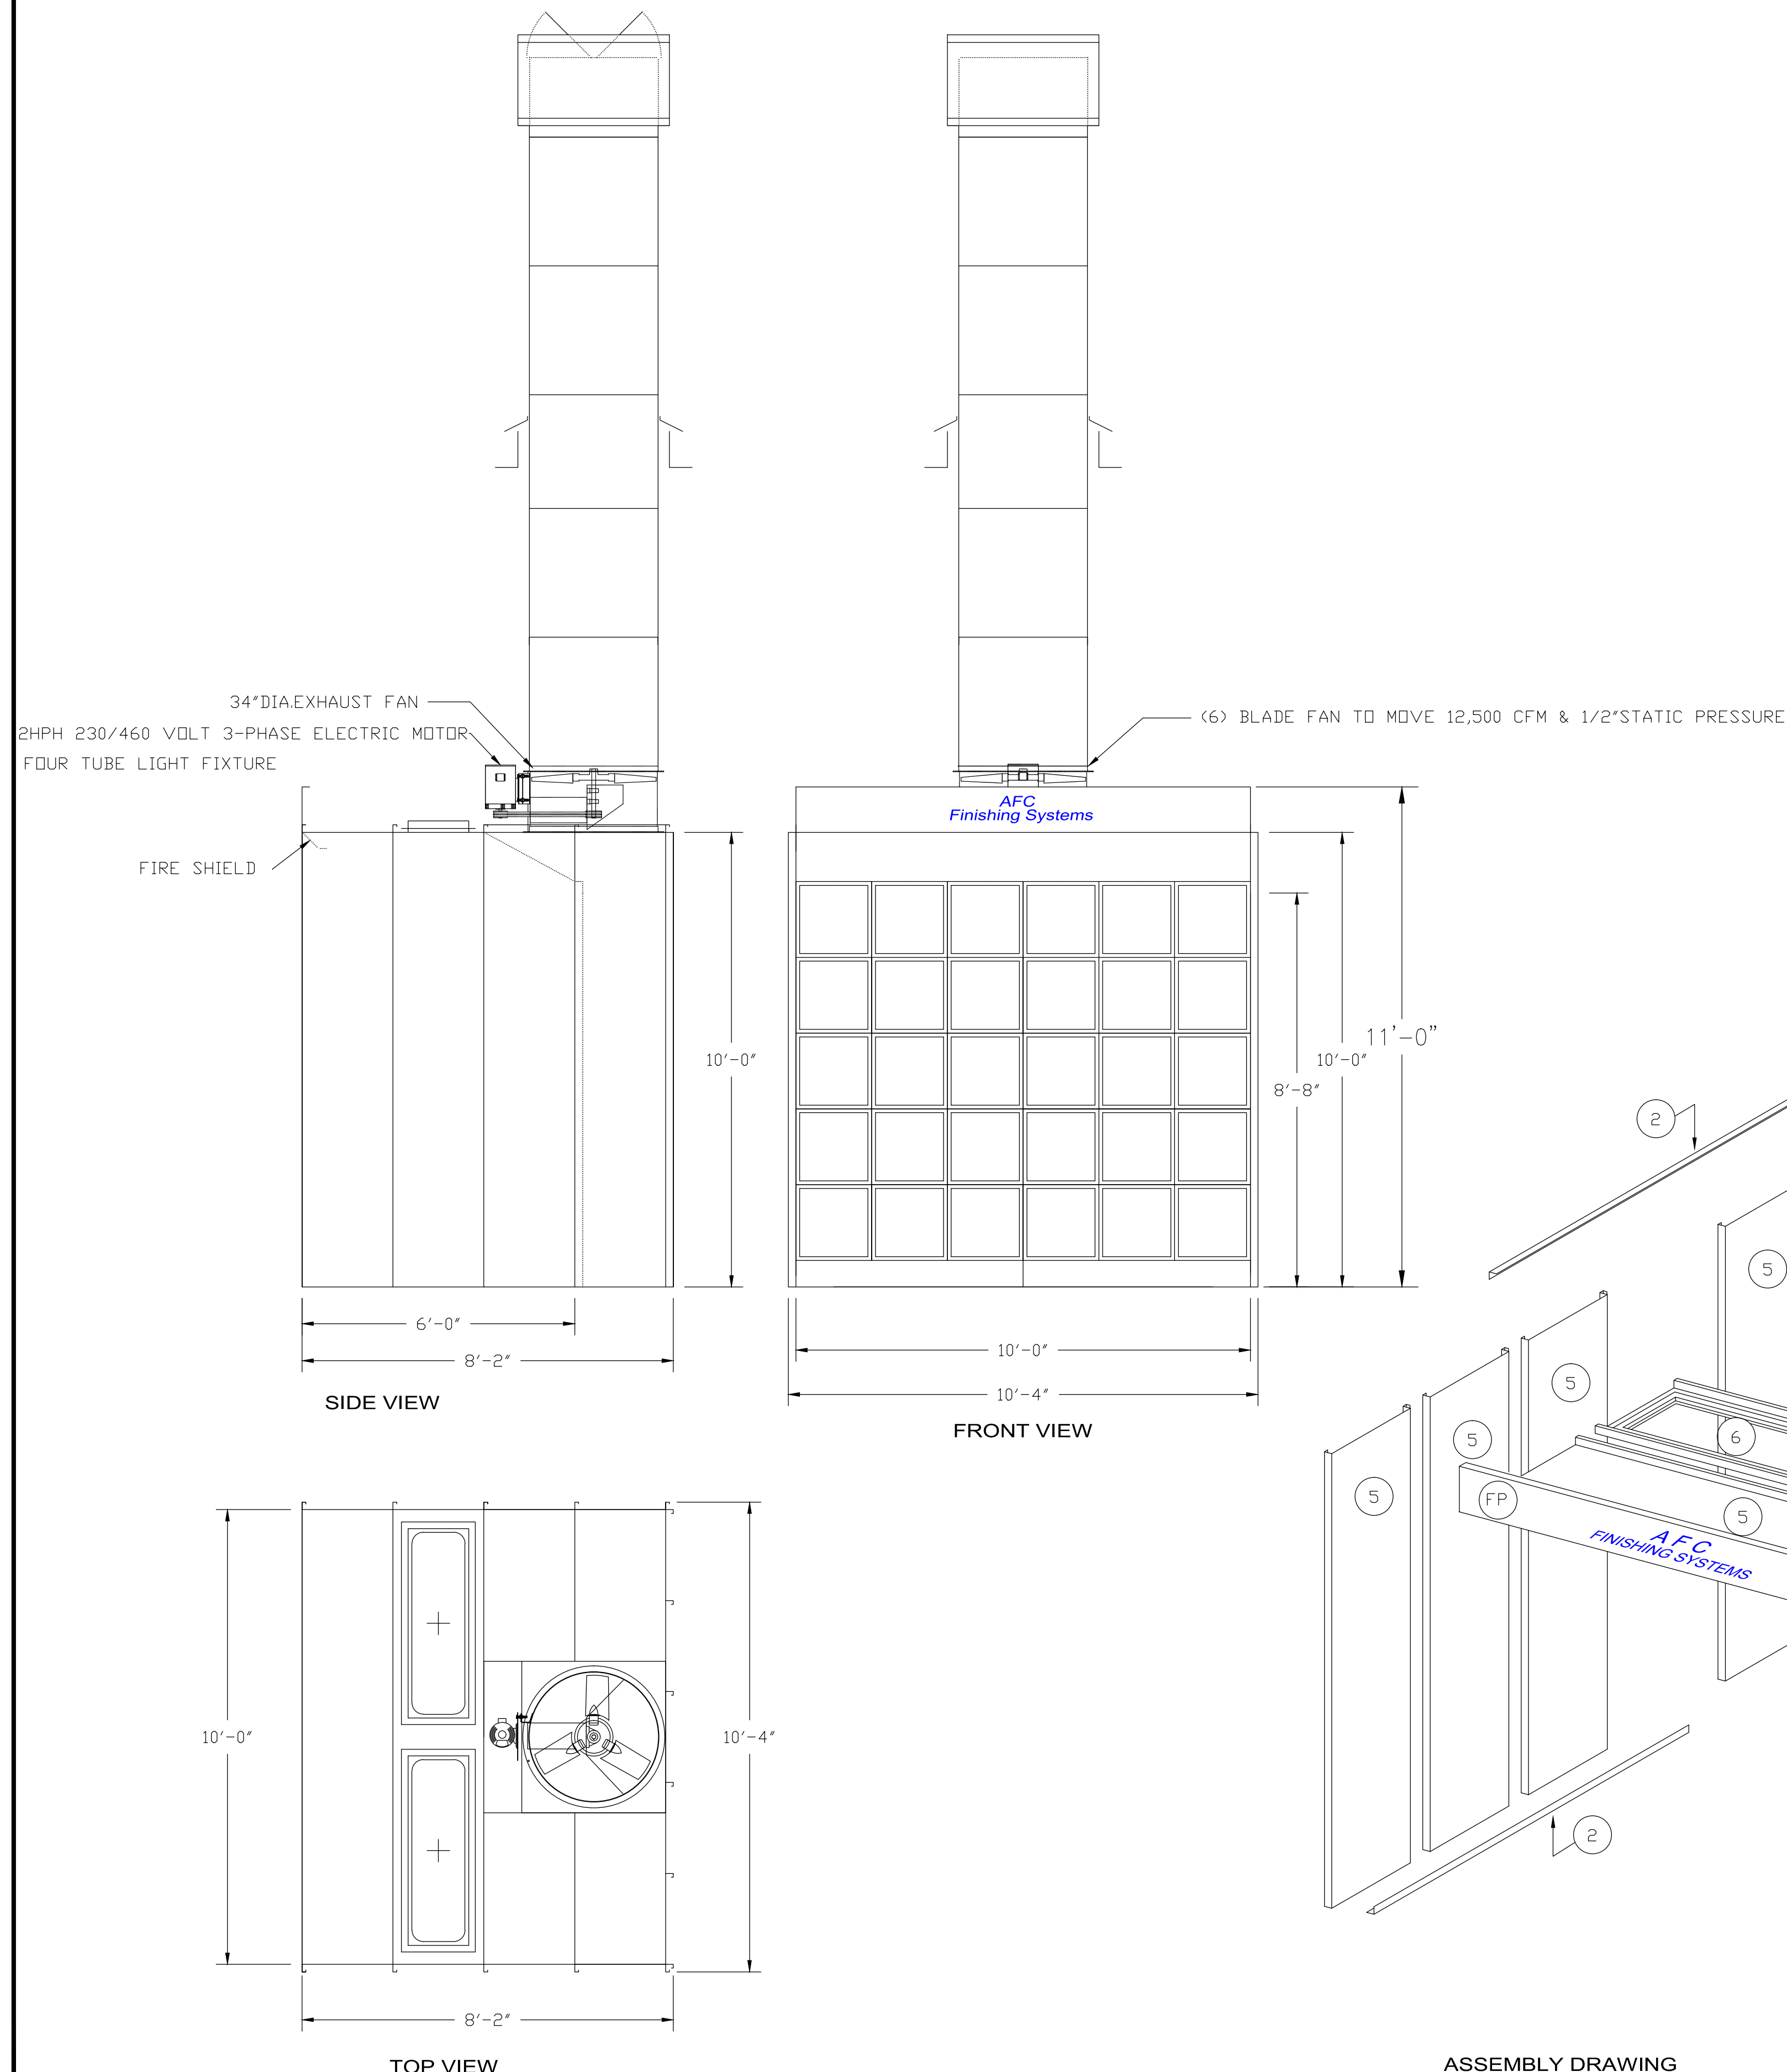 34"DIA.EXHAUST FAN
2HPH 230/460 VOLT 3-PHASE ELECTRIC MOTOR
FOUR TUBE LIGHT FIXTURE
FIRE SHIELD
10'-0"
6'-0"
8'-2"
SIDE VIEW
(6) BLADE FAN TO MOVE 12,500 CFM & 1/2"STATIC PRESSURE
AFC
Finishing Systems
11'-0"
10'-0"
8'-8"
10'-0"
10'-4"
FRONT VIEW
10'-0"
10'-4"
8'-2"
TOP VIEW
2
5
5
5
6
5
FP
5
AFC
FINISHING SYSTEMS
2
ASSEMBLY DRAWING